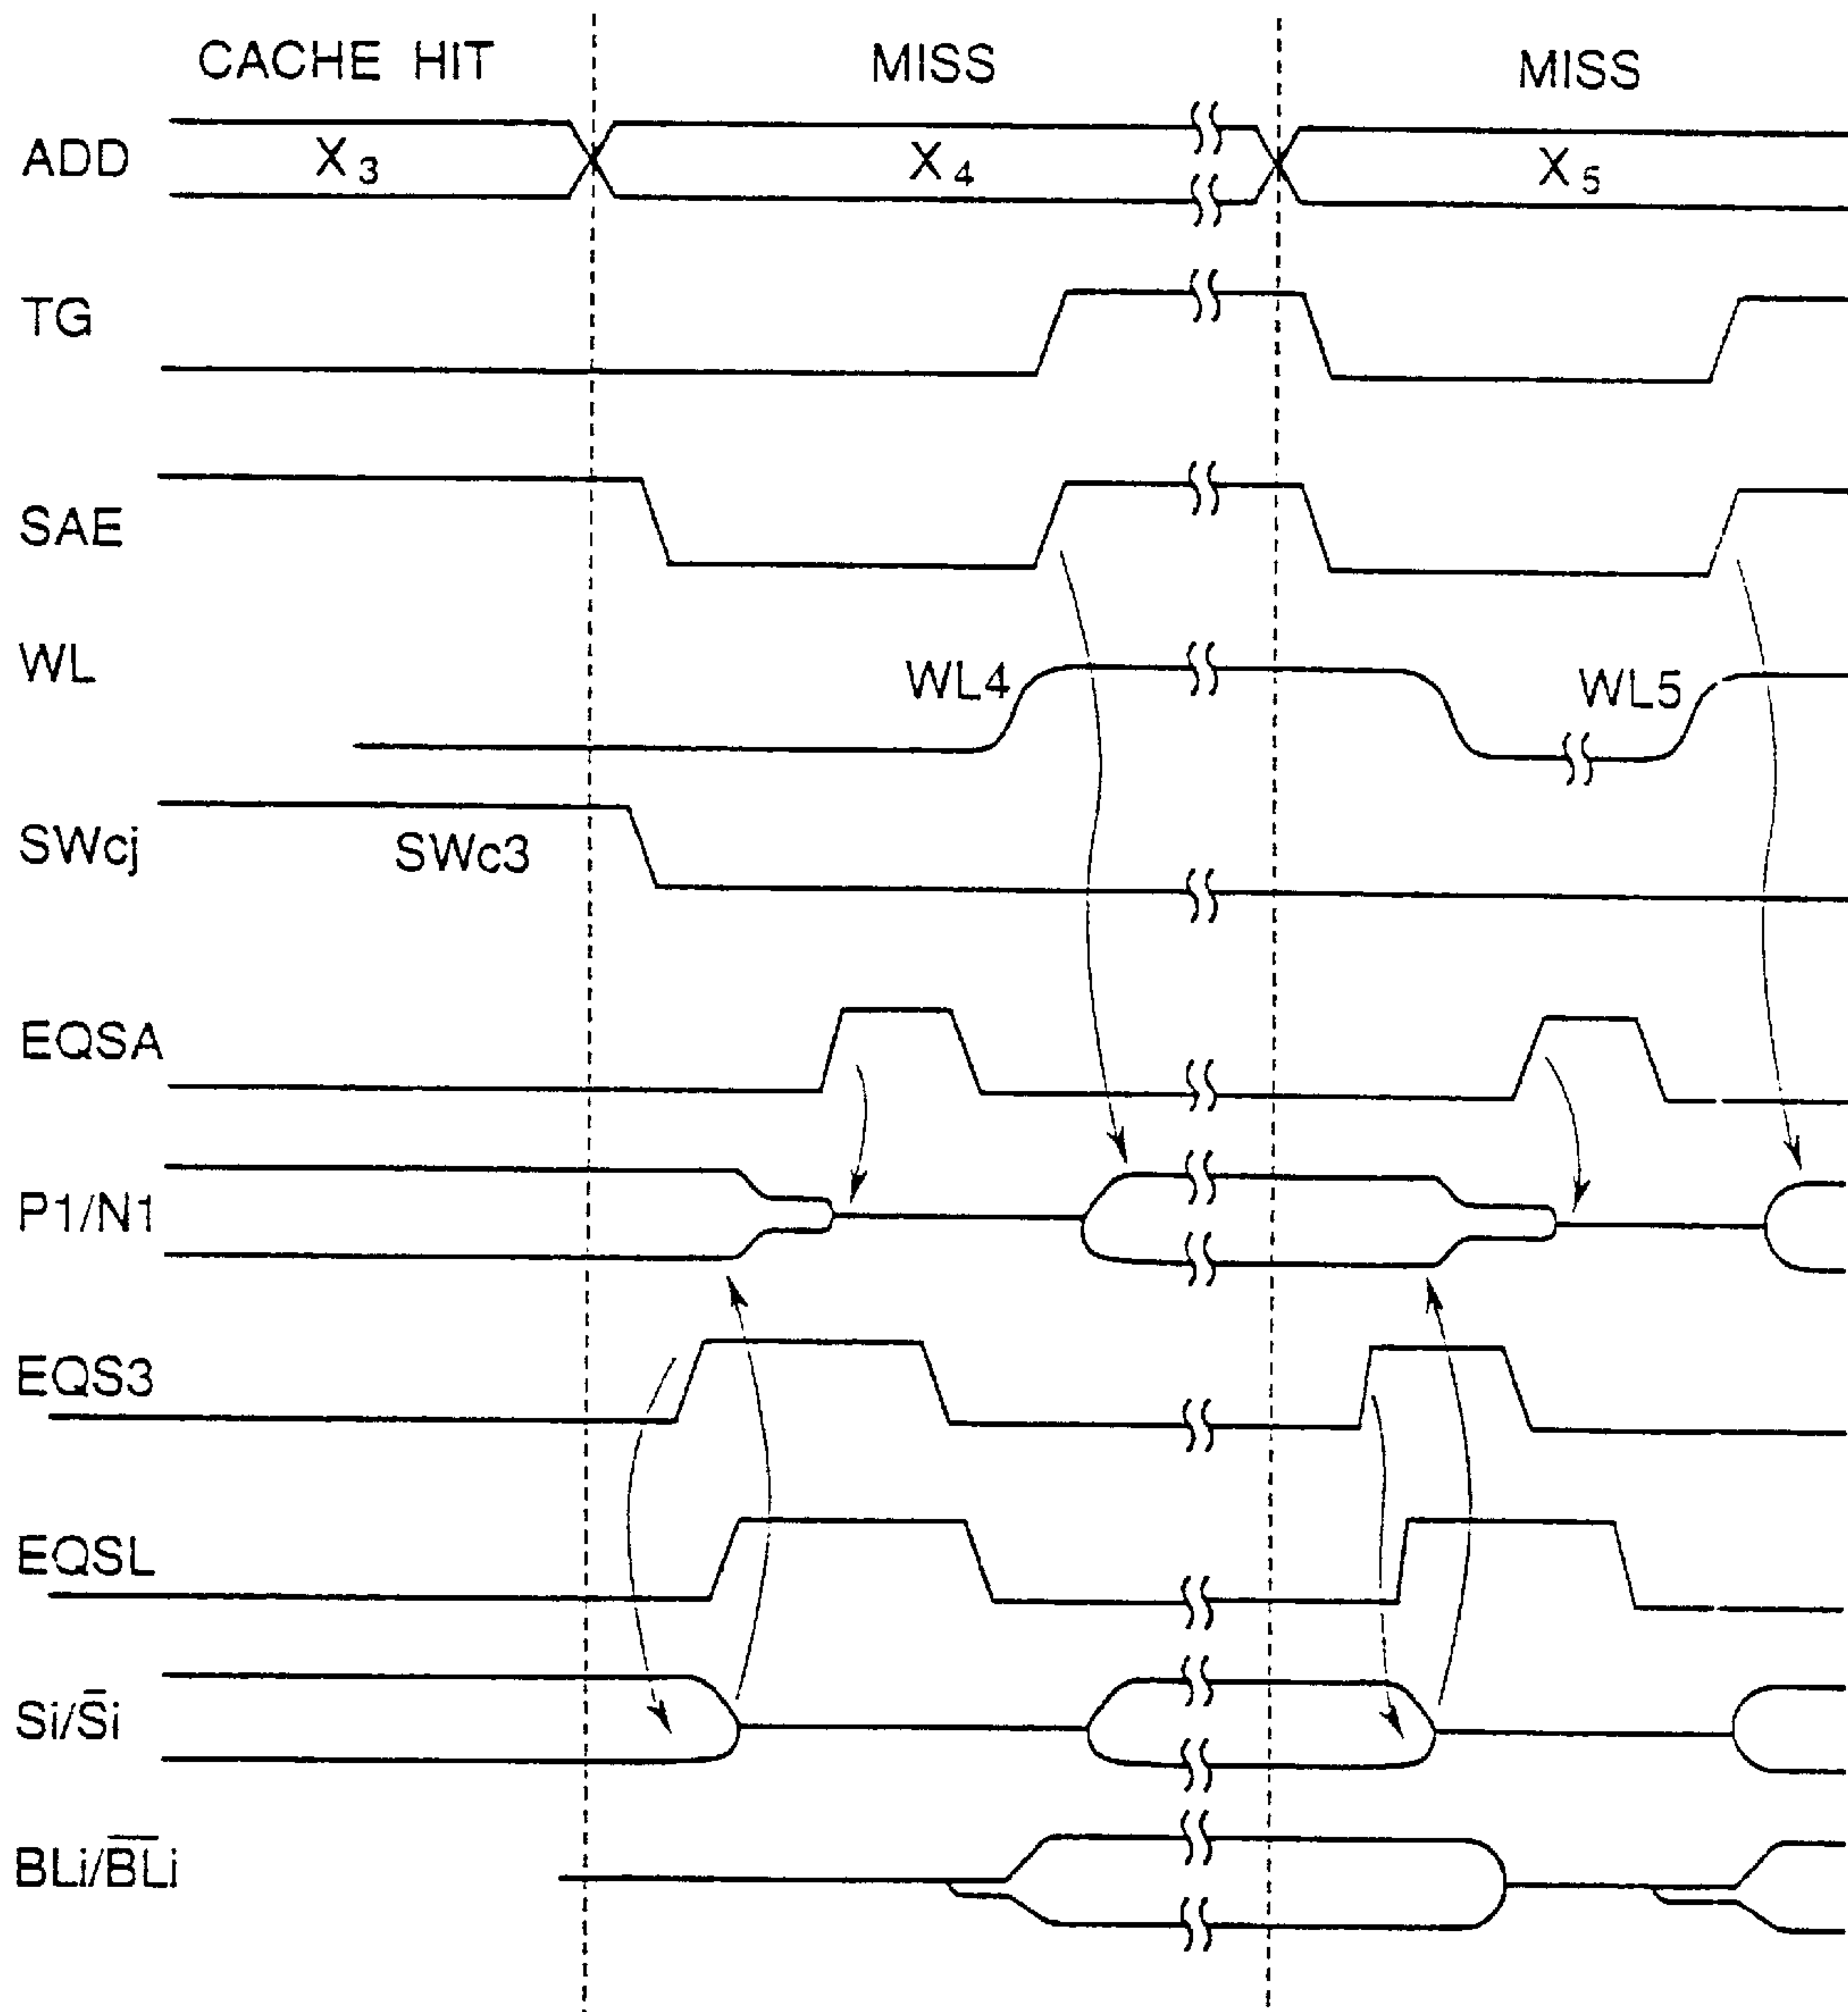 CACHE HIT MISS MISS
ADD X₃ X₄ X₅
TG
SAE
WL WL4 WL5
SWcj SWc3
EQSA
P1/N1
EQS3
EQSL
Si/S̄i
BLi/B̅L̅i